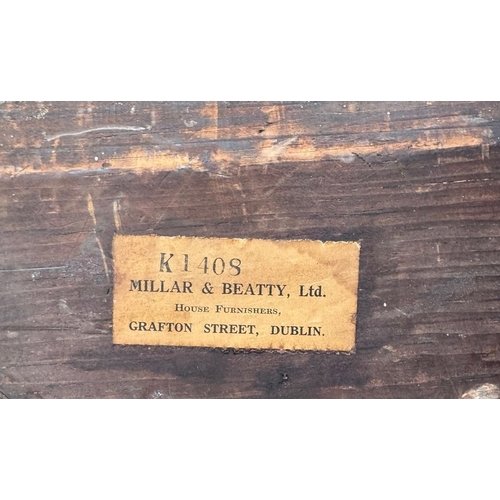 K1408
MILLAR & BEATTY, Ltd.
HOUSE FURNISHERS,
GRAFTON STREET, DUBLIN.